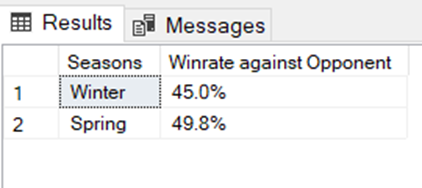 Results Messages
Seasons Winrate against Opponent
1 Winter 45.0%
2 Spring 49.8%